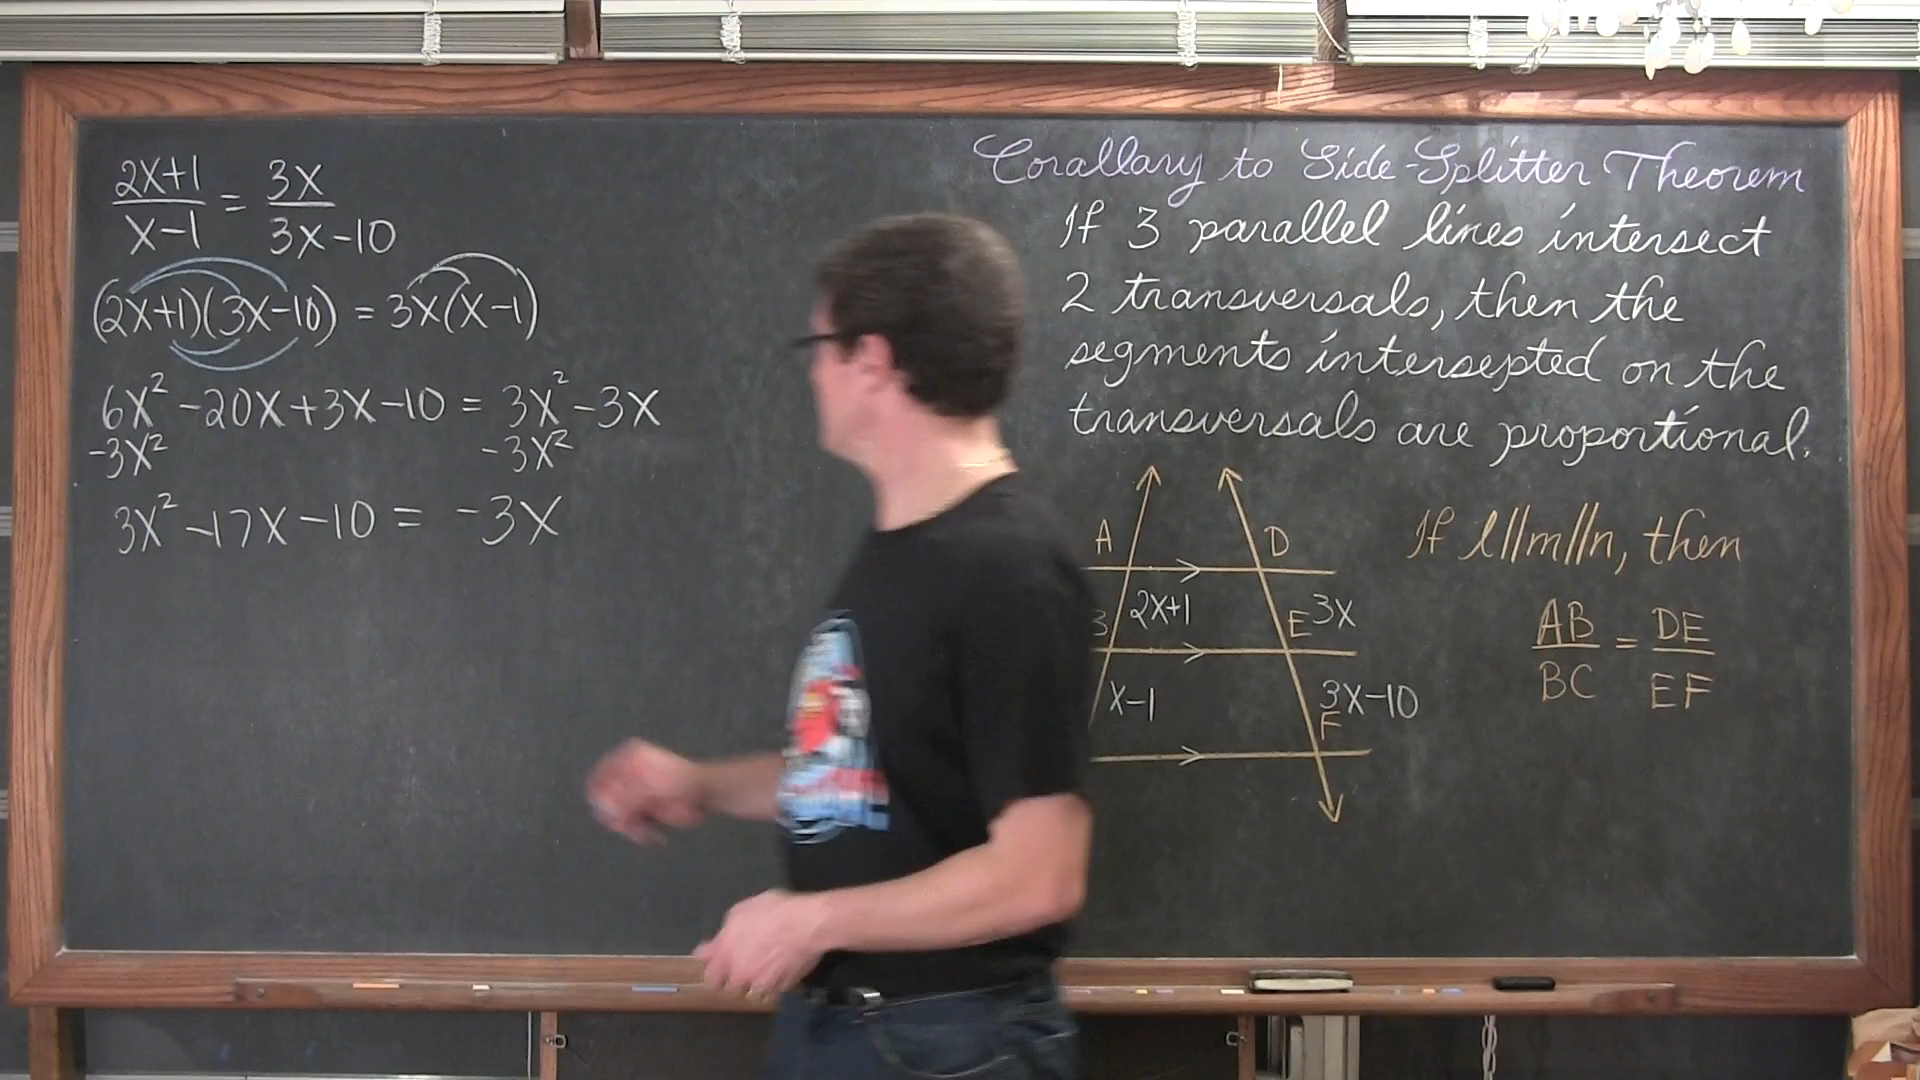 2x+1/x-1 = 3x/3x-10
(2x+1)(3x-10) = 3x(x-1)
6x²-20x+3x-10 = 3x²-3x
-3x² -3x²
3x²-17x-10 = -3x
Corallary to Side-Splitter Theorem
If 3 parallel lines intersect
2 transversals, then the
segments intersepted on the
transversals are proportional.
A D
2x+1 E 3x
x-1 3x-10
F
If l//m//n, then
AB/BC = DE/EF